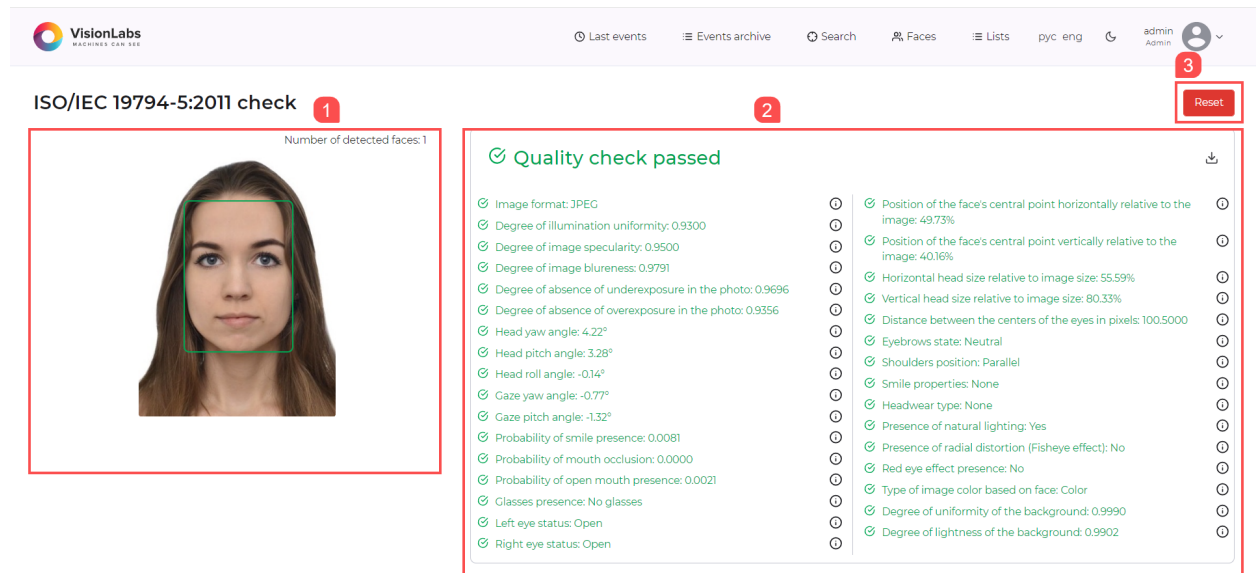 VisionLabs
MACHINES CAN SEE
Last events
Events archive
Search
Faces
Lists
рус eng
admin
Admin
3
ISO/IEC 19794-5:2011 check
1
2
Reset
Number of detected faces: 1
Quality check passed
Image format: JPEG
Degree of illumination uniformity: 0.9300
Degree of image specularity: 0.9500
Degree of image blureness: 0.9791
Degree of absence of underexposure in the photo: 0.9696
Degree of absence of overexposure in the photo: 0.9356
Head yaw angle: 4.22°
Head pitch angle: 3.28°
Head roll angle: -0.14°
Gaze yaw angle: -0.77°
Gaze pitch angle: -1.32°
Probability of smile presence: 0.0081
Probability of mouth occlusion: 0.0000
Probability of open mouth presence: 0.0021
Glasses presence: No glasses
Left eye status: Open
Right eye status: Open
Position of the face's central point horizontally relative to the
image: 49.73%
Position of the face's central point vertically relative to the
image: 40.16%
Horizontal head size relative to image size: 55.59%
Vertical head size relative to image size: 80.33%
Distance between the centers of the eyes in pixels: 100.5000
Eyebrows state: Neutral
Shoulders position: Parallel
Smile properties: None
Headwear type: None
Presence of natural lighting: Yes
Presence of radial distortion (Fisheye effect): No
Red eye effect presence: No
Type of image color based on face: Color
Degree of uniformity of the background: 0.9990
Degree of lightness of the background: 0.9902